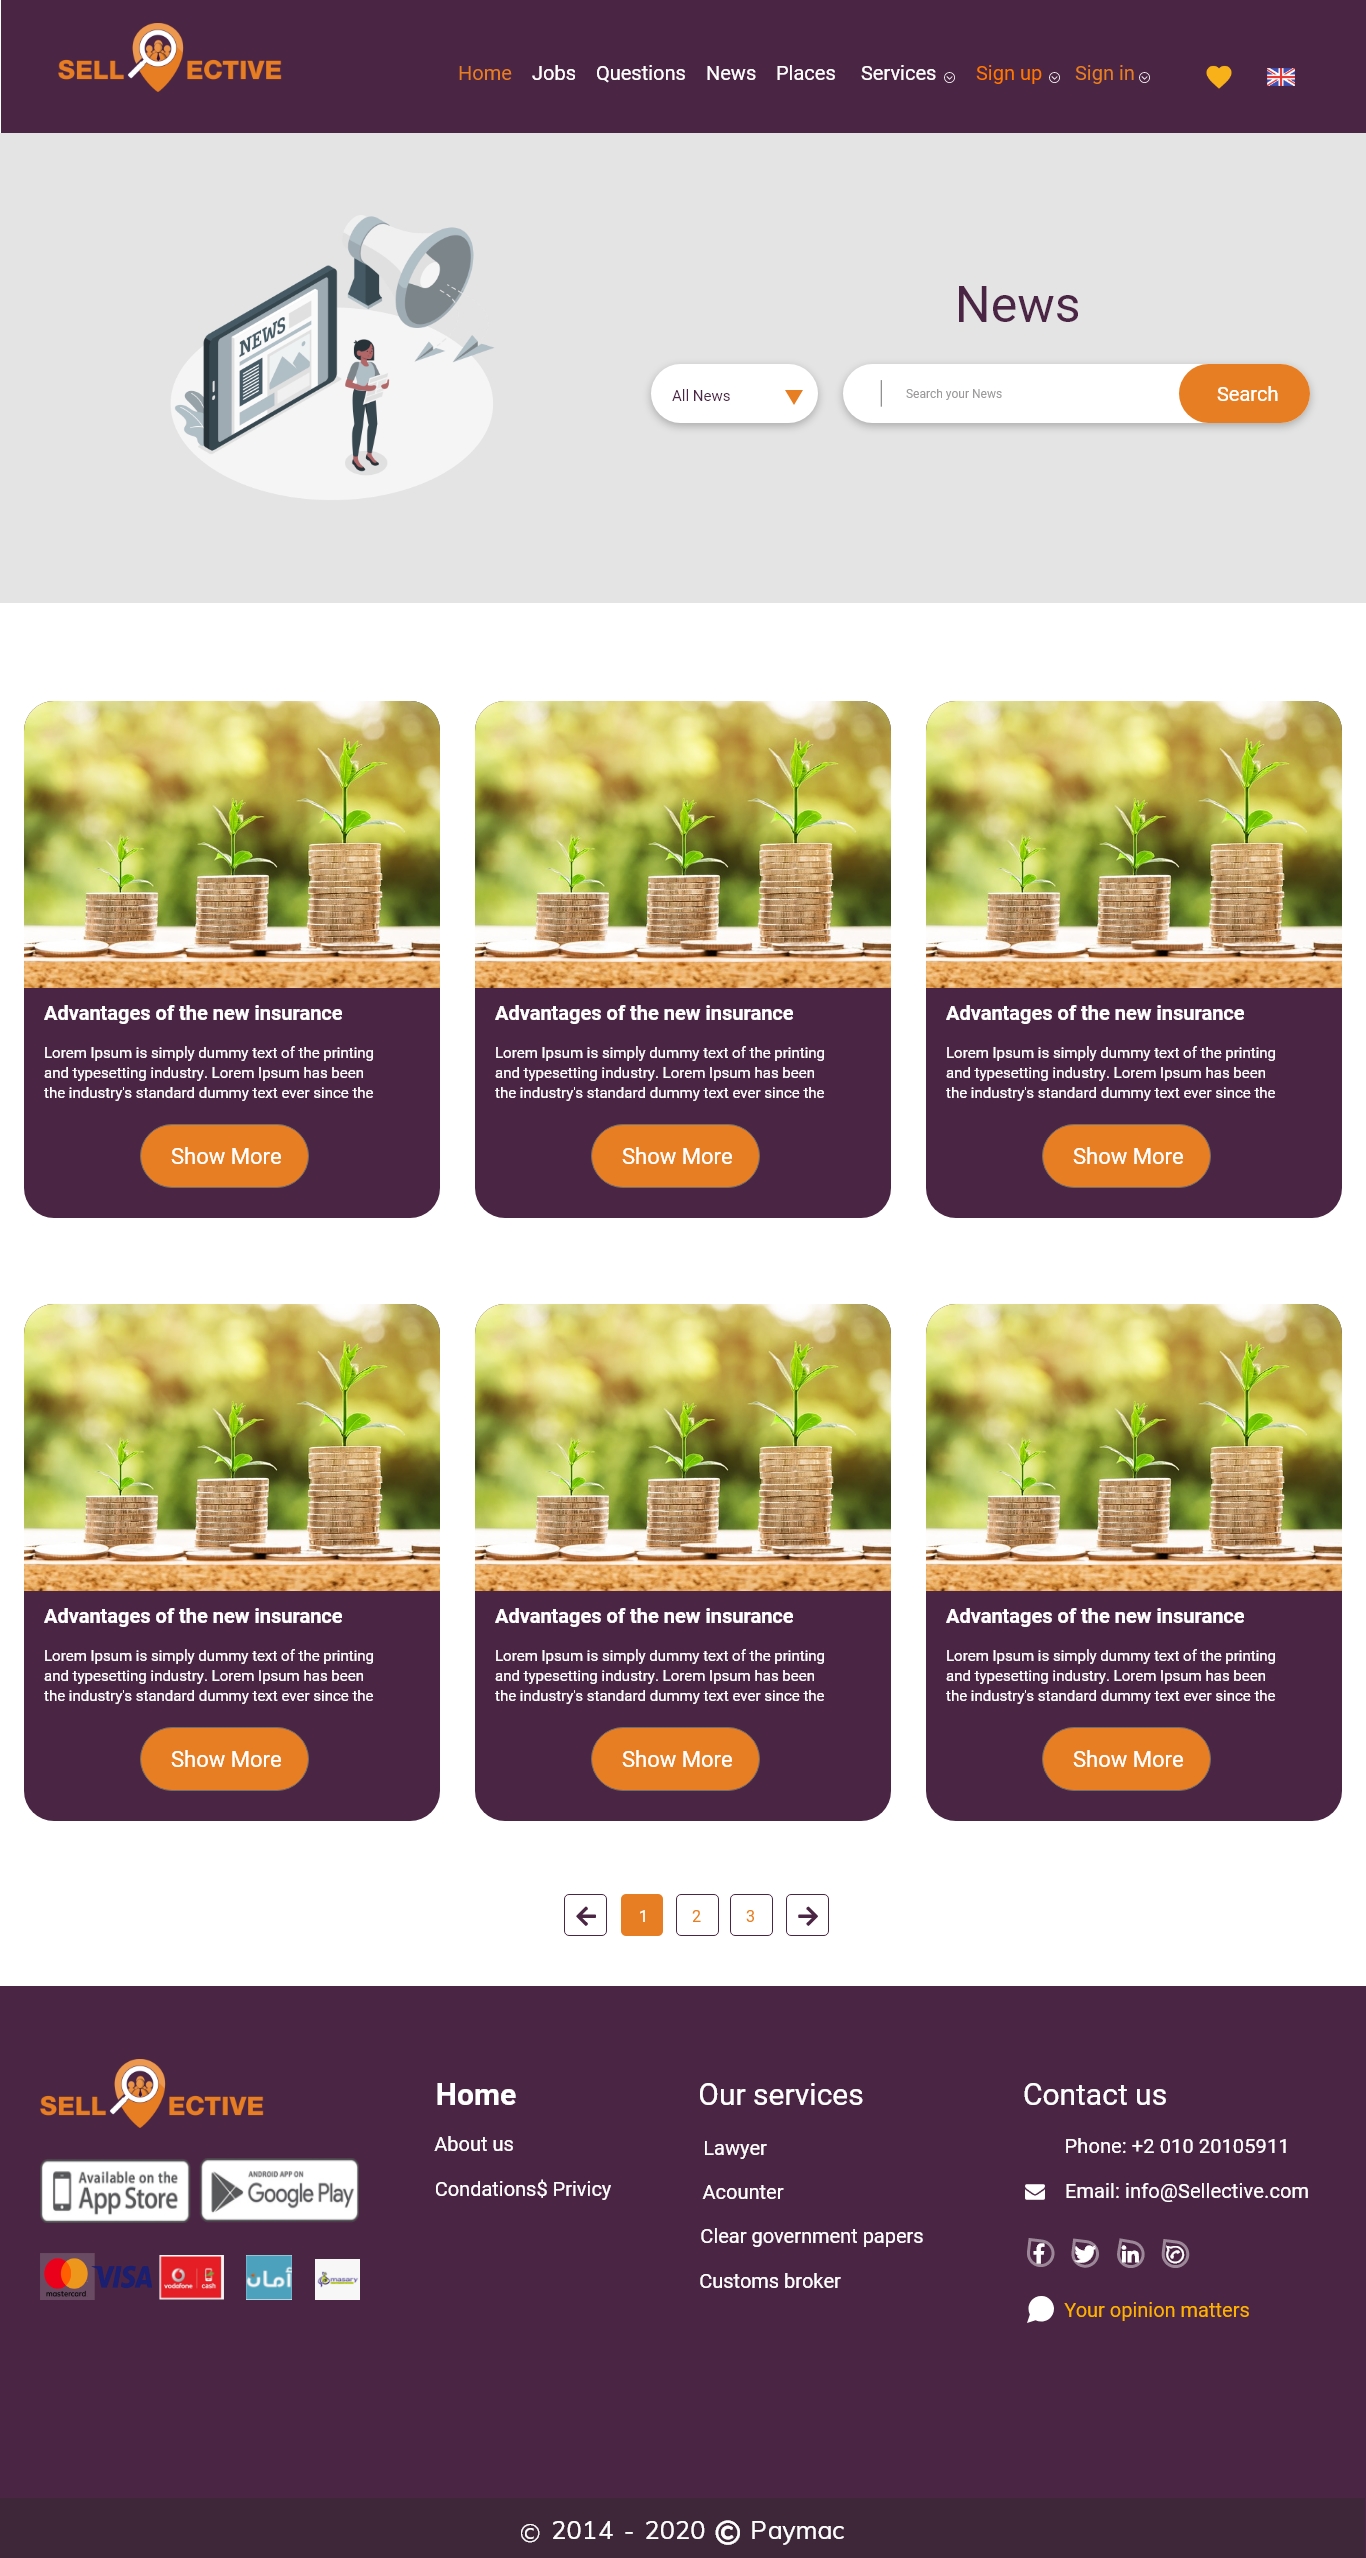 SELL ECTIVE
Home Jobs Questions News Places Services Sign up Sign in
NEWS
News
All News Search your News Search
Advantages of the new insurance
Lorem Ipsum is simply dummy text of the printing
and typesetting industry. Lorem Ipsum has been
the industry's standard dummy text ever since the
Show More
Advantages of the new insurance
Lorem Ipsum is simply dummy text of the printing
and typesetting industry. Lorem Ipsum has been
the industry's standard dummy text ever since the
Show More
Advantages of the new insurance
Lorem Ipsum is simply dummy text of the printing
and typesetting industry. Lorem Ipsum has been
the industry's standard dummy text ever since the
Show More
Advantages of the new insurance
Lorem Ipsum is simply dummy text of the printing
and typesetting industry. Lorem Ipsum has been
the industry's standard dummy text ever since the
Show More
Advantages of the new insurance
Lorem Ipsum is simply dummy text of the printing
and typesetting industry. Lorem Ipsum has been
the industry's standard dummy text ever since the
Show More
Advantages of the new insurance
Lorem Ipsum is simply dummy text of the printing
and typesetting industry. Lorem Ipsum has been
the industry's standard dummy text ever since the
Show More
1 2 3
SELL ECTIVE
Available on the
App Store
ANDROID APP ON
Google Play
mastercard
VISA
vodafone cash
أمان
masary
Home
About us
Condations$ Privicy
Our services
Lawyer
Acounter
Clear government papers
Customs broker
Contact us
Phone: +2 010 20105911
Email: info@Sellective.com
Your opinion matters
© 2014 - 2020 © Paymac